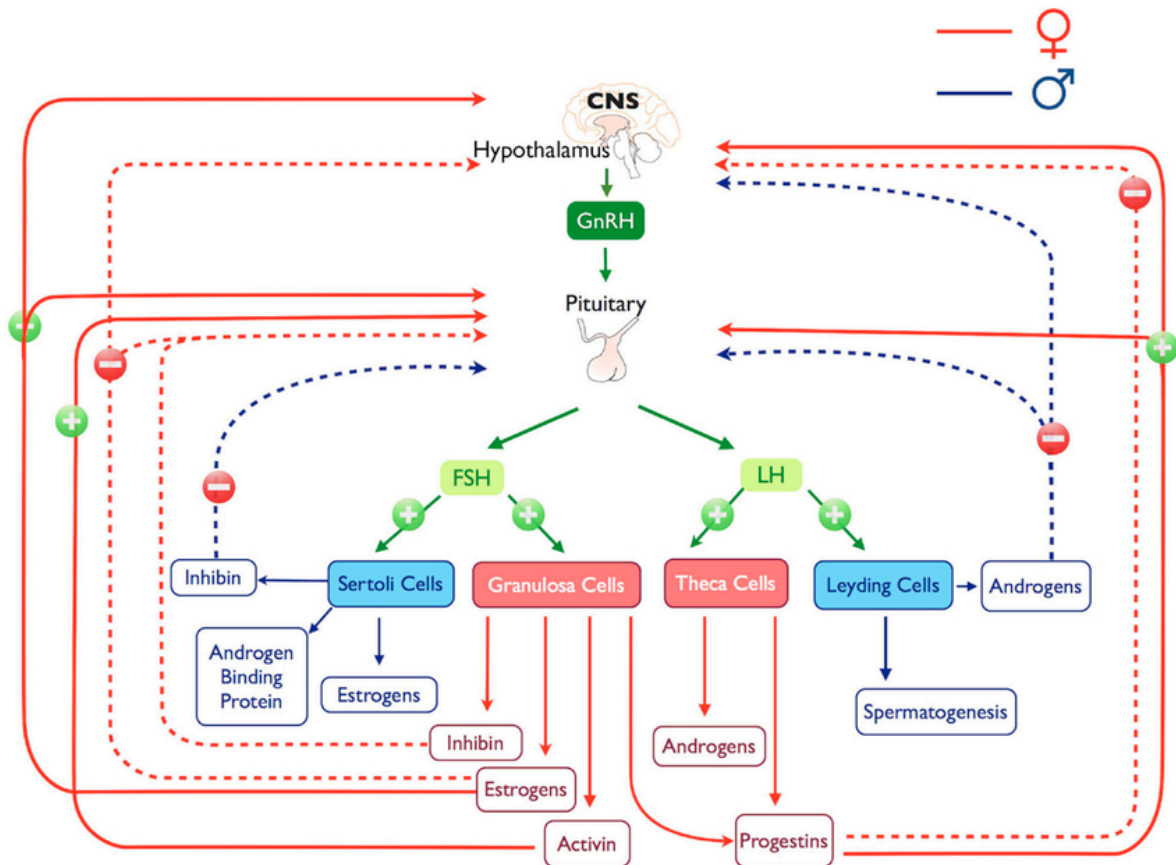 CNS
Hypothalamus
GnRH
Pituitary
FSH
LH
Inhibin
Sertoli Cells
Granulosa Cells
Theca Cells
Leyding Cells
Androgens
Androgen
Binding
Protein
Estrogens
Spermatogenesis
Inhibin
Androgens
Estrogens
Activin
Progestins